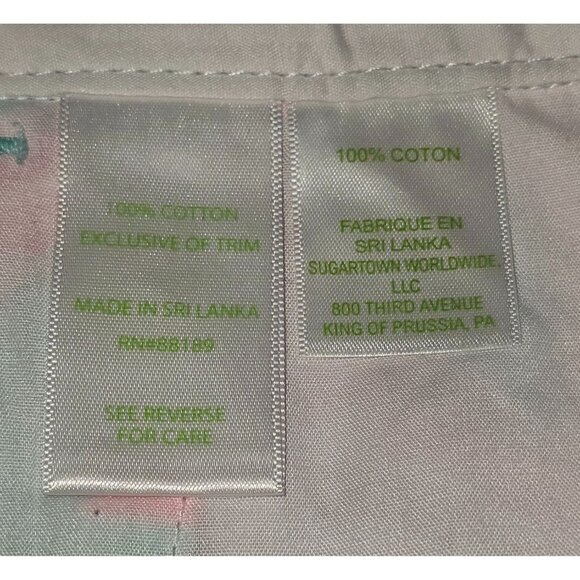 100% COTTON
EXCLUSIVE OF TRIM
MADE IN SRI LANKA
RN#88189
SEE REVERSE
FOR CARE
100% COTON
FABRIQUE EN
SRI LANKA
SUGARTOWN WORLDWIDE,
LLC
800 THIRD AVENUE
KING OF PRUSSIA, PA